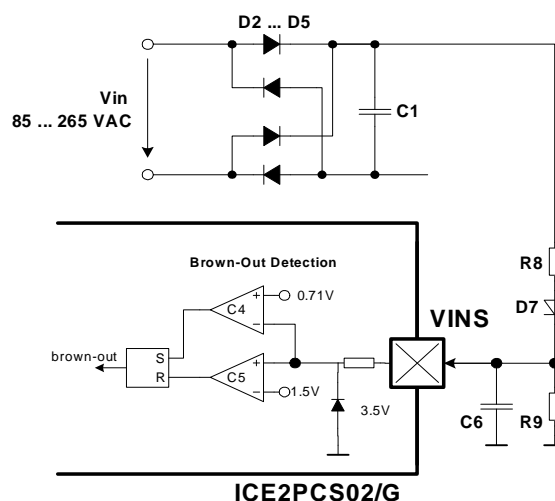 D2 ... D5
Vin
85 ... 265 VAC
C1
R8
Brown-Out Detection
D7
C4
+
0.71V
−
VINS
brown-out
S
R
C5
+
−
1.5V
3.5V
C6
R9
ICE2PCS02/G